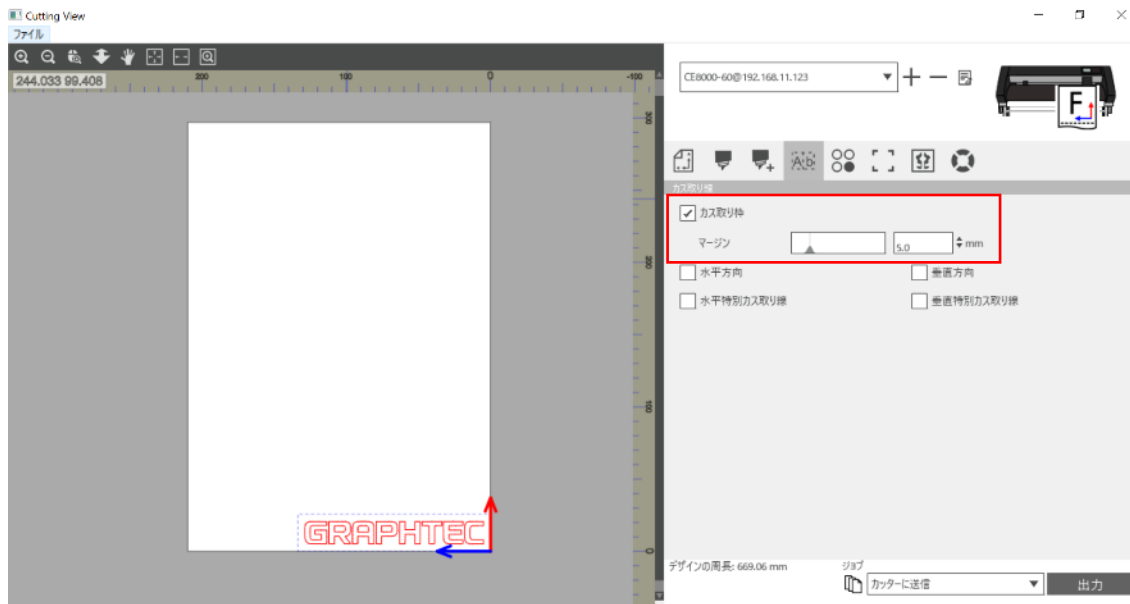 Cutting View
ファイル
244.033 99.408
200
100
0
-100
300
200
100
0
GRAPHTEC
CE8000-60@192.168.11.123
F
A b
カス取り線
カス取り枠
マージン
5.0
mm
水平方向
垂直方向
水平特別カス取り線
垂直特別カス取り線
デザインの周長: 669.06 mm
ジョブ
カッターに送信
出力